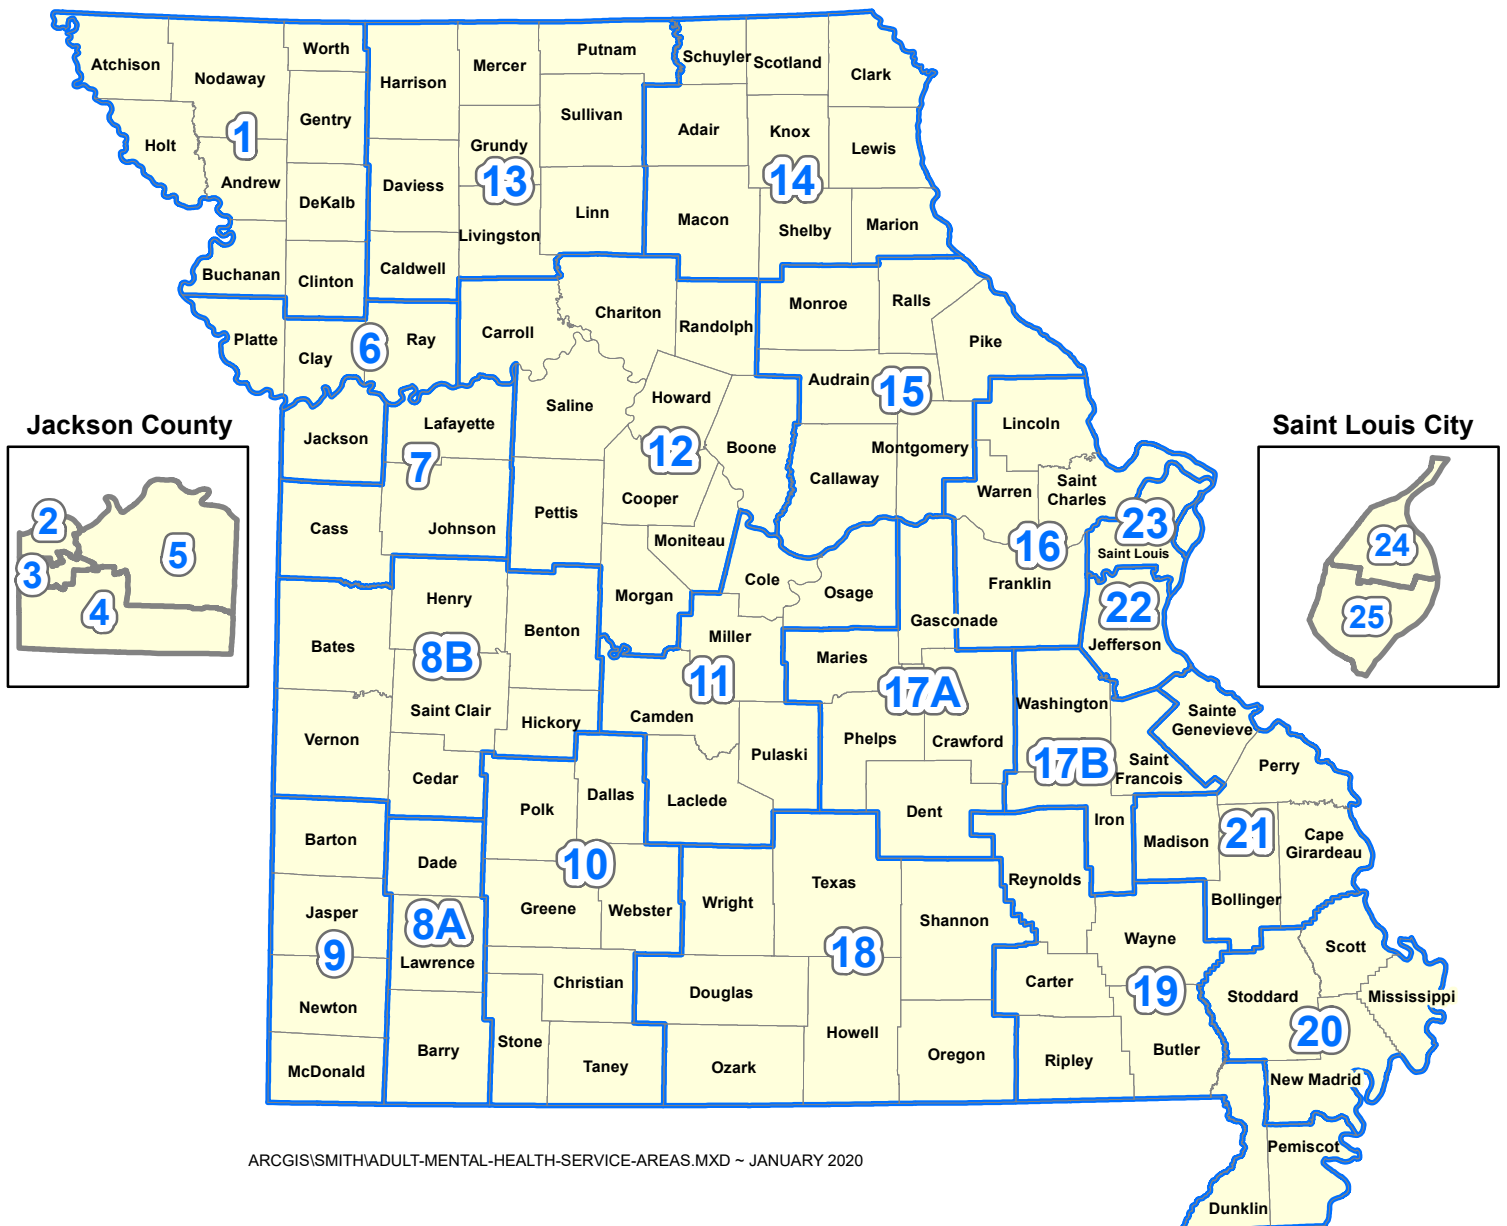 Atchison
Nodaway
Worth
Harrison
Mercer
Putnam
Schuyler
Scotland
Clark
Holt
1
Gentry
Grundy
Sullivan
Adair
Knox
Lewis
Andrew
DeKalb
Daviess
13
14
Linn
Macon
Shelby
Marion
Livingston
Buchanan
Clinton
Caldwell
Platte
Clay
6
Ray
Carroll
Chariton
Randolph
Monroe
Ralls
Pike
Audrain
15
Saline
Howard
Jackson
Lafayette
7
12
Boone
Lincoln
Montgomery
Callaway
Cass
Johnson
Pettis
Cooper
Moniteau
Warren
Saint
Charles
16
23
Saint Louis
Franklin
Henry
Morgan
Cole
Osage
Gasconade
22
Jefferson
Bates
8B
Benton
Miller
Maries
11
17A
Saint Clair
Hickory
Camden
Washington
Sainte
Genevieve
Vernon
Cedar
Pulaski
Phelps
Crawford
17B
Saint
Francois
Perry
Polk
Dallas
Laclede
Dent
Iron
Madison
21
Cape
Girardeau
Barton
Dade
10
Texas
Reynolds
Bollinger
Jasper
8A
Greene
Webster
Wright
Shannon
9
Lawrence
18
Wayne
Scott
Newton
Christian
Douglas
Carter
19
Stoddard
Mississippi
20
McDonald
Barry
Stone
Taney
Ozark
Howell
Oregon
Ripley
Butler
New Madrid
Pemiscot
Dunklin
Jackson County
2
3
5
4
Saint Louis City
24
25
ARCGIS\SMITH\ADULT-MENTAL-HEALTH-SERVICE-AREAS.MXD ~ JANUARY 2020